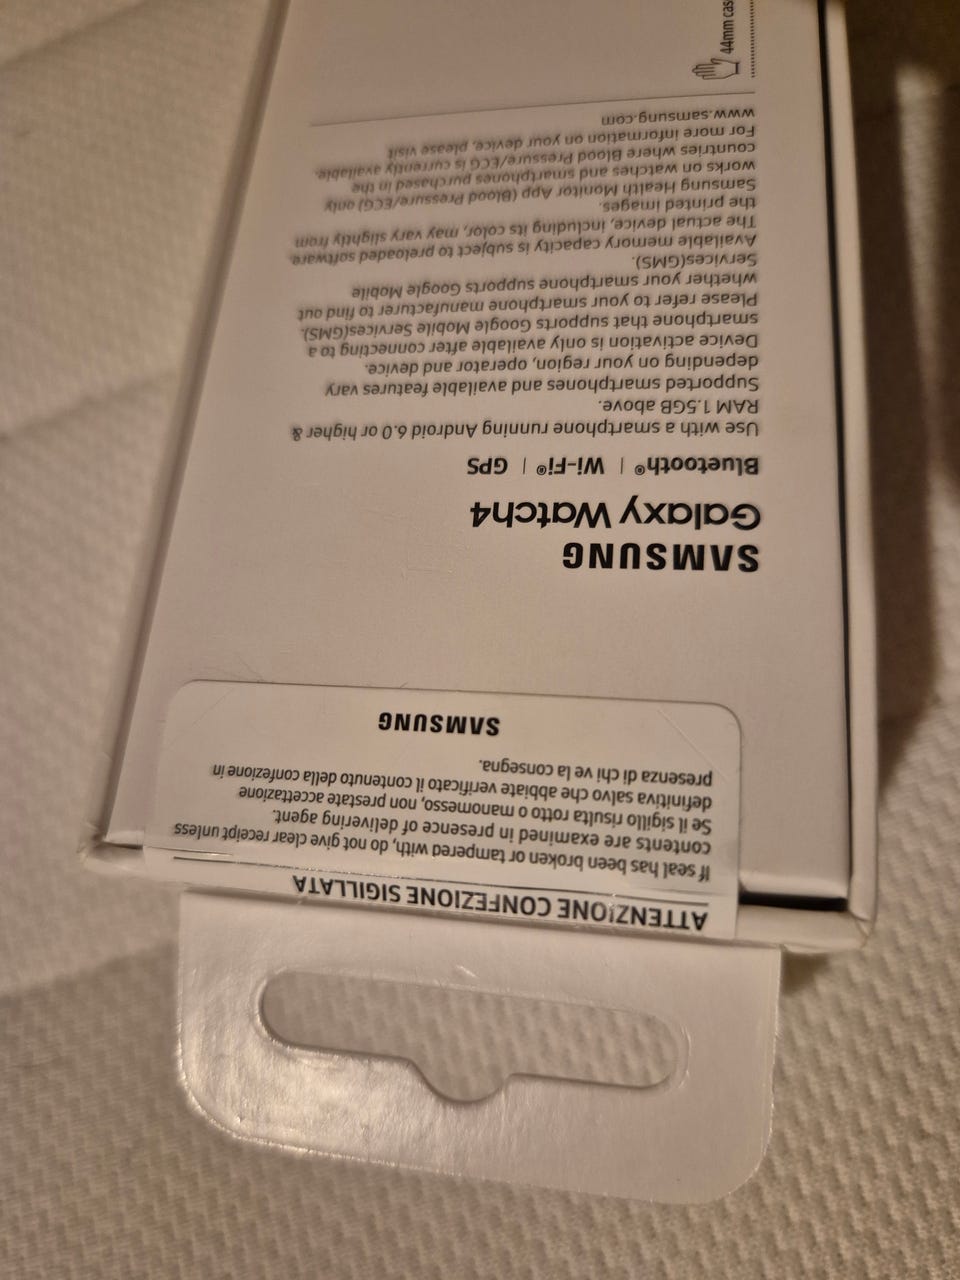 ATTENZIONE CONFEZIONE SIGILLATA
If seal has been broken or tampered with, do not give clear receipt unless
contents are examined in presence of delivering agent.
Se il sigillo risulta rotto o manomesso, non prestate accettazione
definitiva salvo che abbiate verificato il contenuto della confezione in
presenza di chi ve la consegna.
SAMSUNG
SAMSUNG
Galaxy Watch4
Bluetooth® | Wi-Fi® | GPS
Use with a smartphone running Android 6.0 or higher &
RAM 1.5GB above.
Supported smartphones and available features vary
depending on your region, operator and device.
Device activation is only available after connecting to a
smartphone that supports Google Mobile Services(GMS).
Please refer to your smartphone manufacturer to find out
whether your smartphone supports Google Mobile
Services(GMS).
Available memory capacity is subject to preloaded software.
The actual device, including its color, may vary slightly from
the printed images.
Samsung Health Monitor App (Blood Pressure/ECG) only
works on watches and smartphones purchased in the
countries where Blood Pressure/ECG is currently available.
For more information on your device, please visit
www.samsung.com
44mm cas